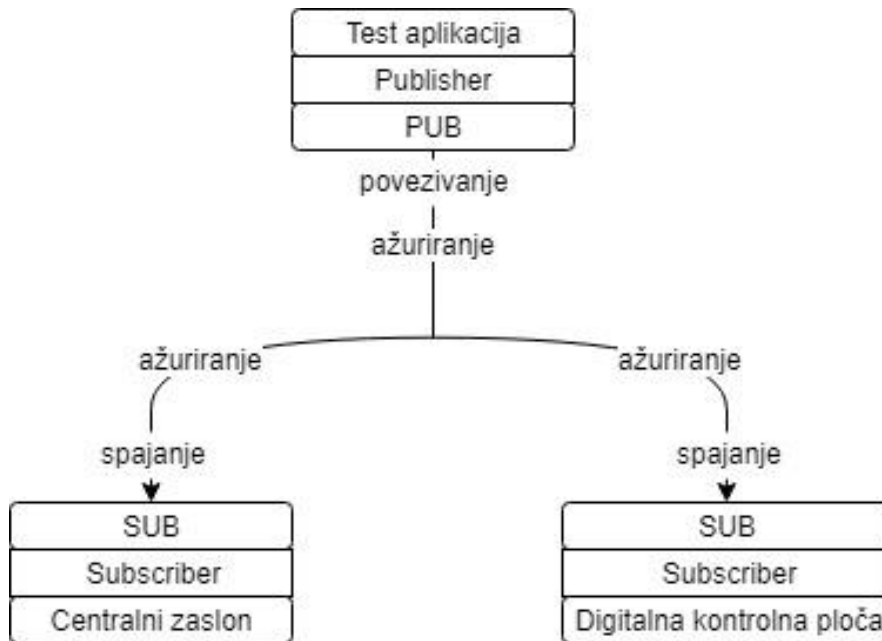 Test aplikacija
Publisher
PUB
povezivanje
ažuriranje
ažuriranje
ažuriranje
spajanje
spajanje
SUB
Subscriber
Centralni zaslon
SUB
Subscriber
Digitalna kontrolna ploča